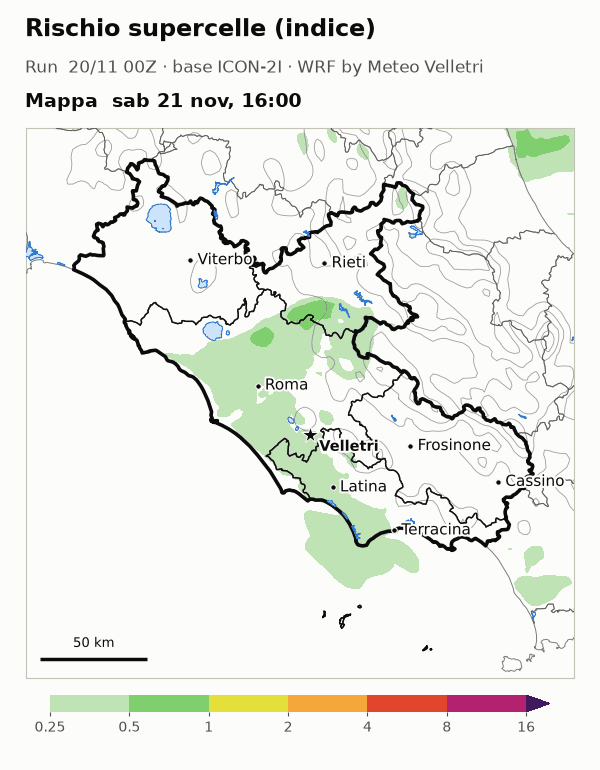 Rischio supercelle (indice)
Run  20/11 00Z · base ICON-2I · WRF by Meteo Velletri
Mappa  sab 21 nov, 16:00
Viterbo
Rieti
Roma
Velletri
Frosinone
Cassino
Latina
Terracina
50 km
0.25 0.5 1 2 4 8 16